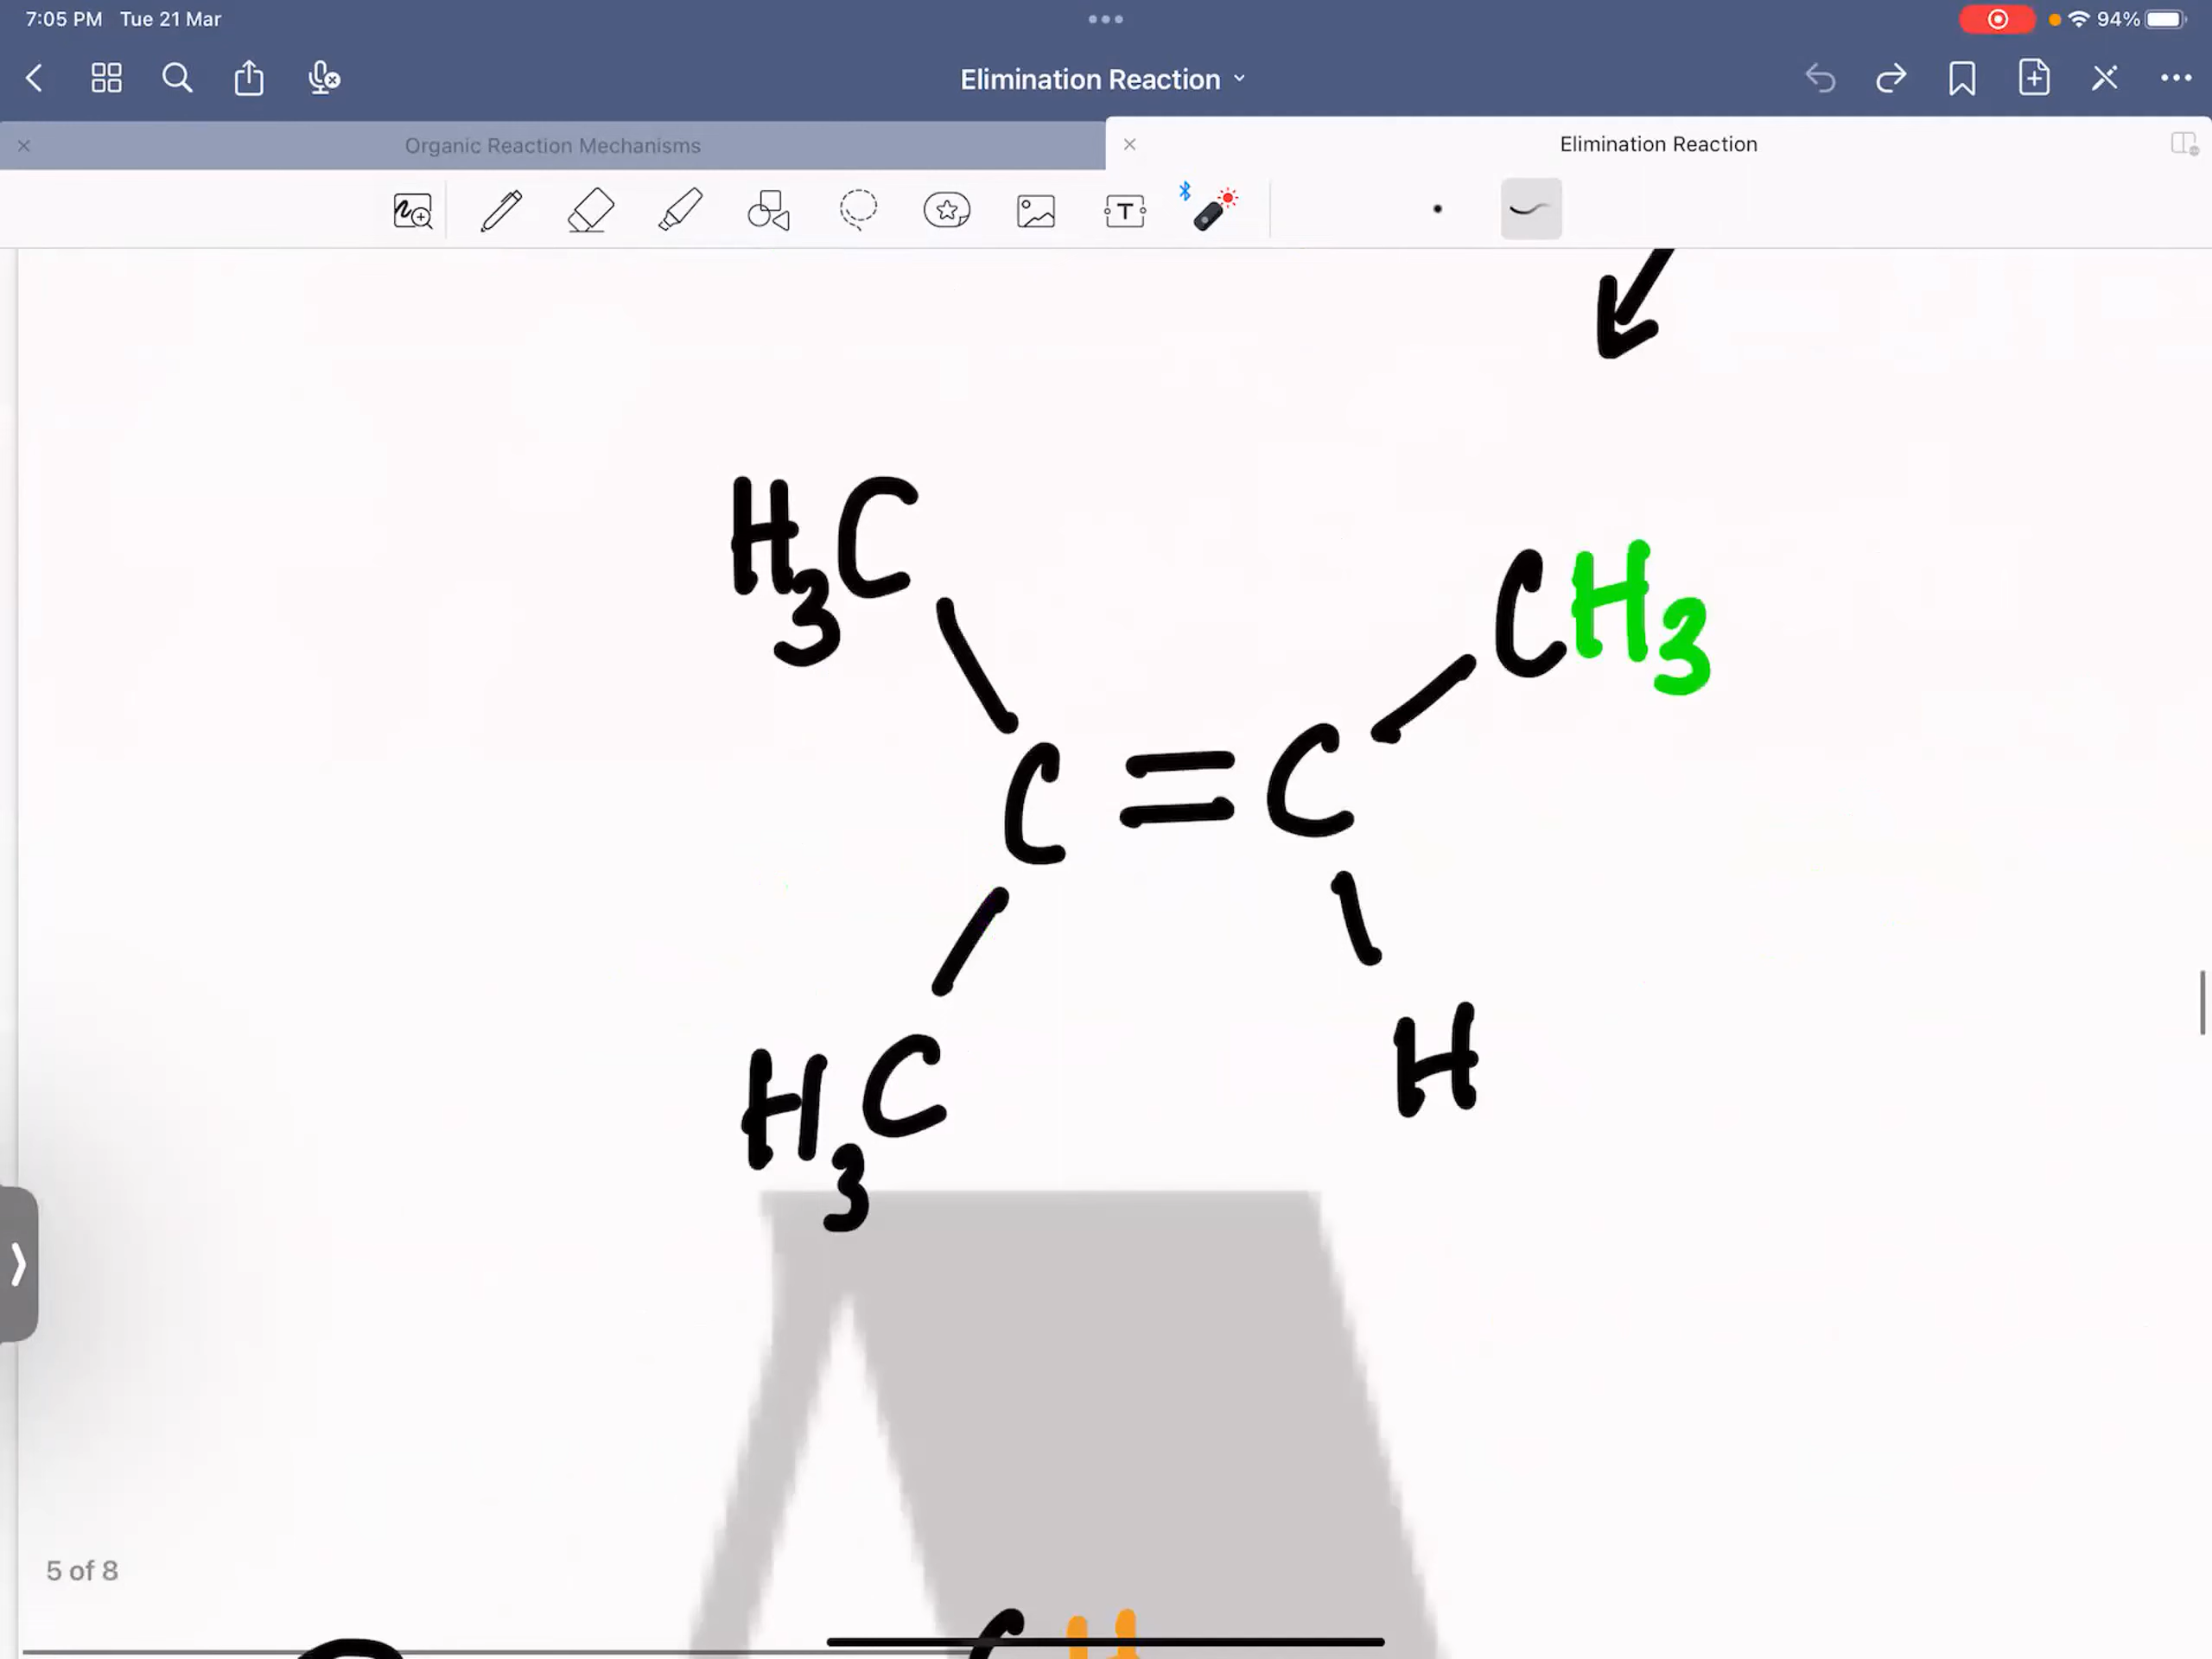 7:05 PM Tue 21 Mar
94%
Elimination Reaction
Organic Reaction Mechanisms
Elimination Reaction
T
H3C
CH3
C = C
H3C
H
5 of 8
CH